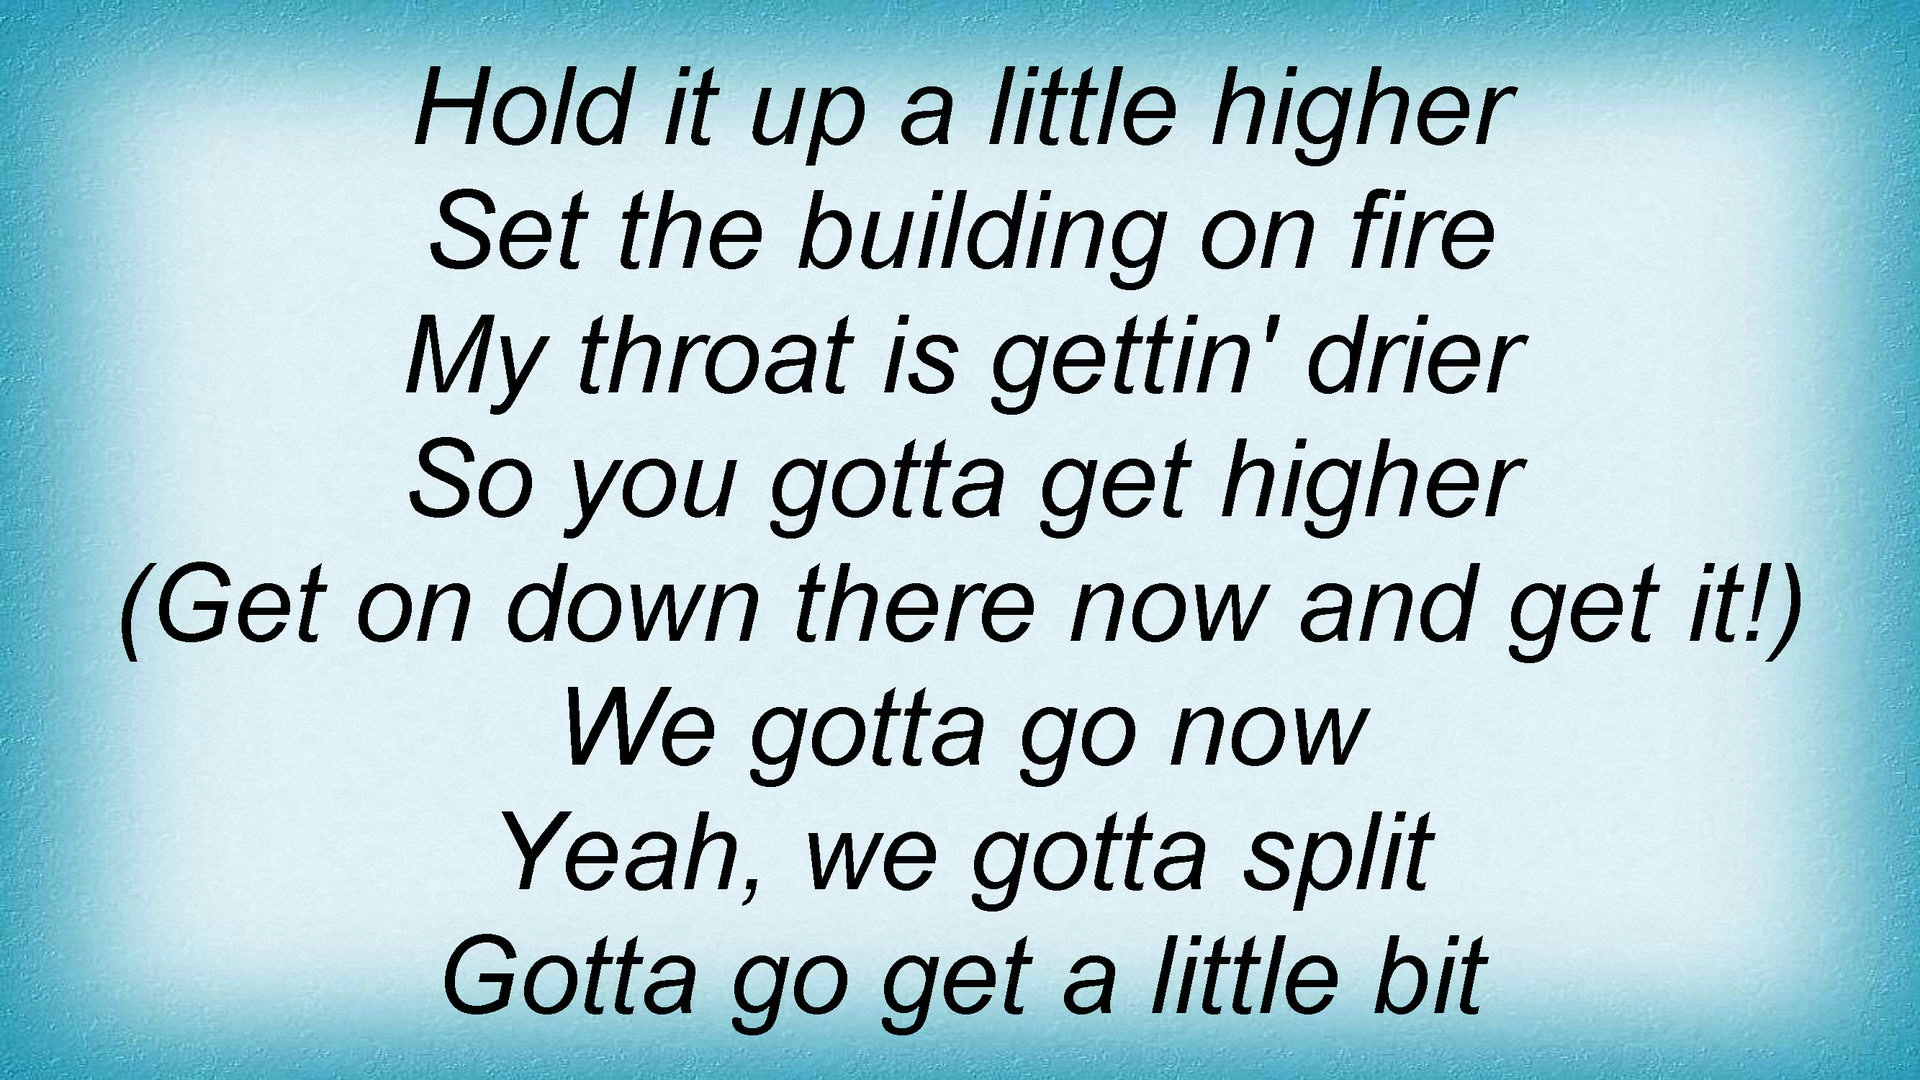 Hold it up a little higher
Set the building on fire
My throat is gettin' drier
So you gotta get higher
(Get on down there now and get it!)
We gotta go now
Yeah, we gotta split
Gotta go get a little bit